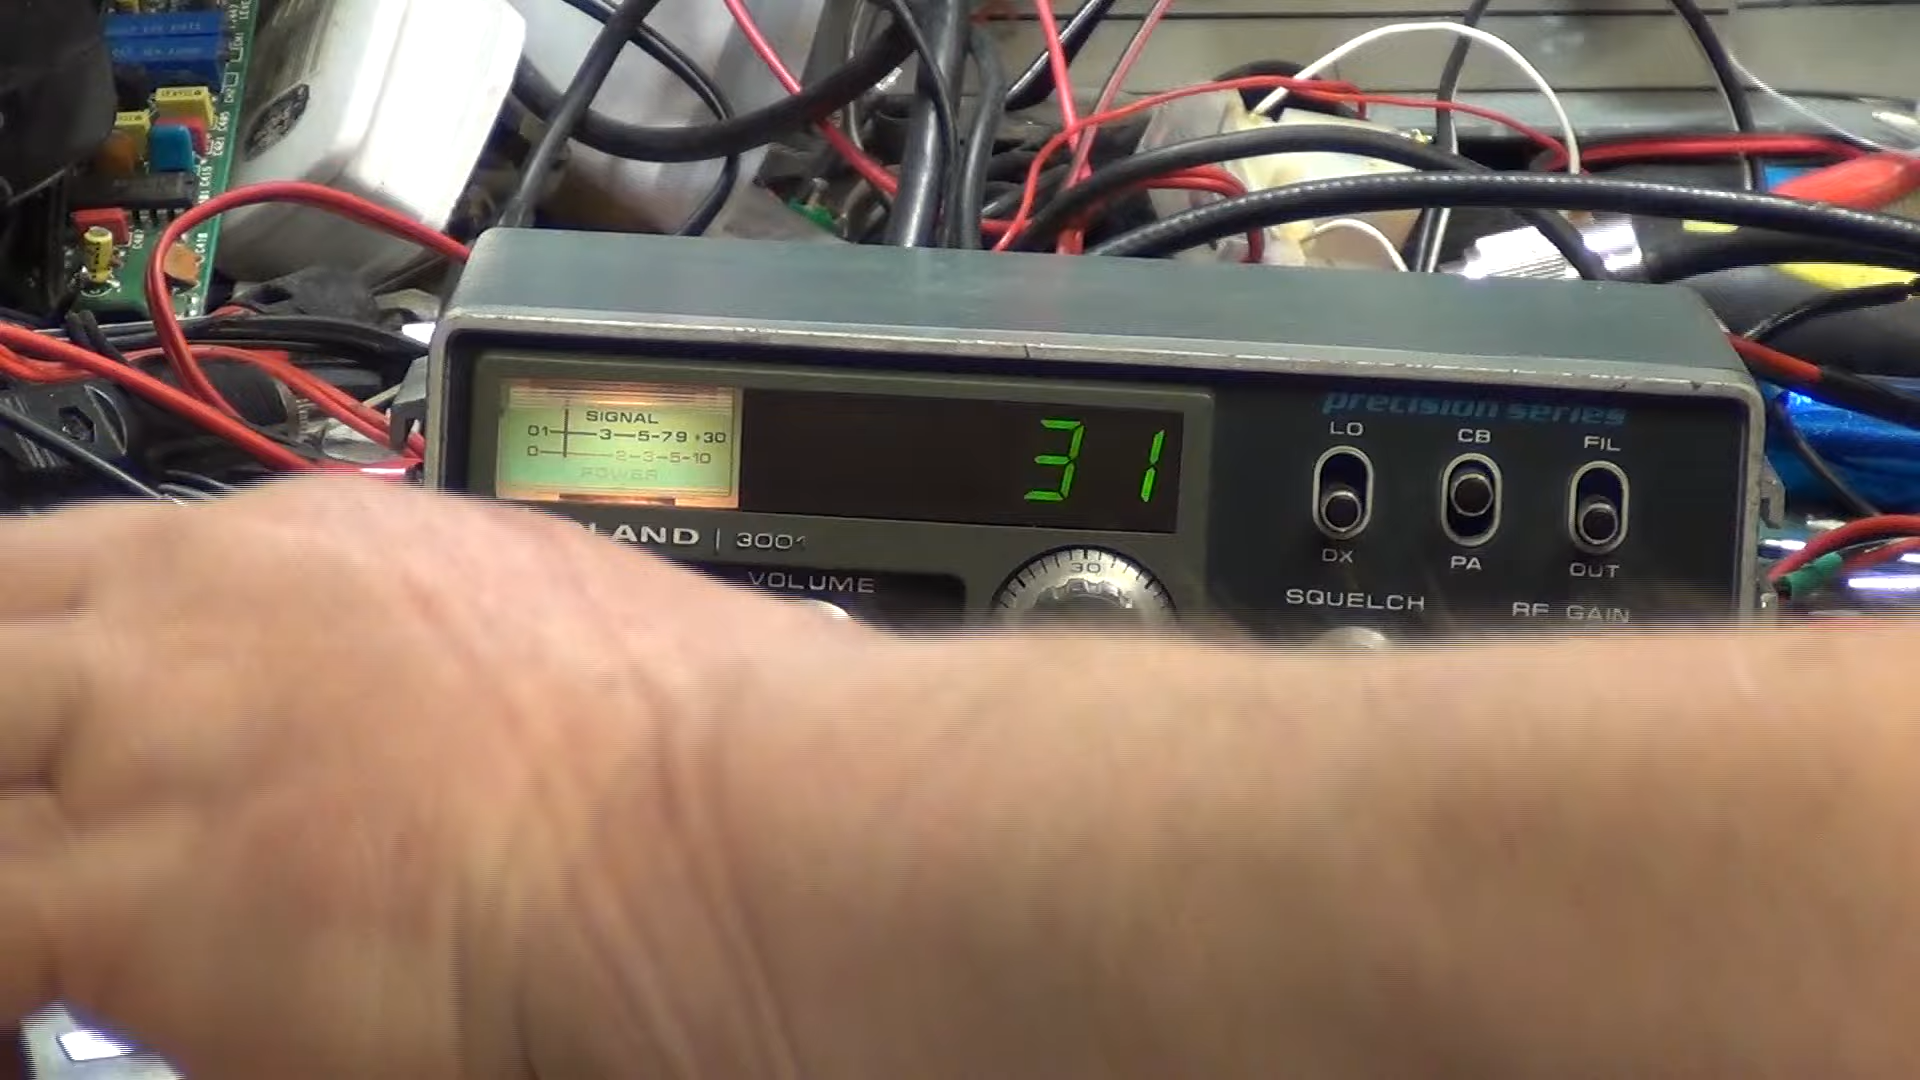 SIGNAL
01 3-5-79+30
0 2-3-5-10
POWER
31
precision series
LO
CB
FIL
LAND | 3001
30
DX
PA
OUT
VOLUME
SQUELCH
RF GAIN